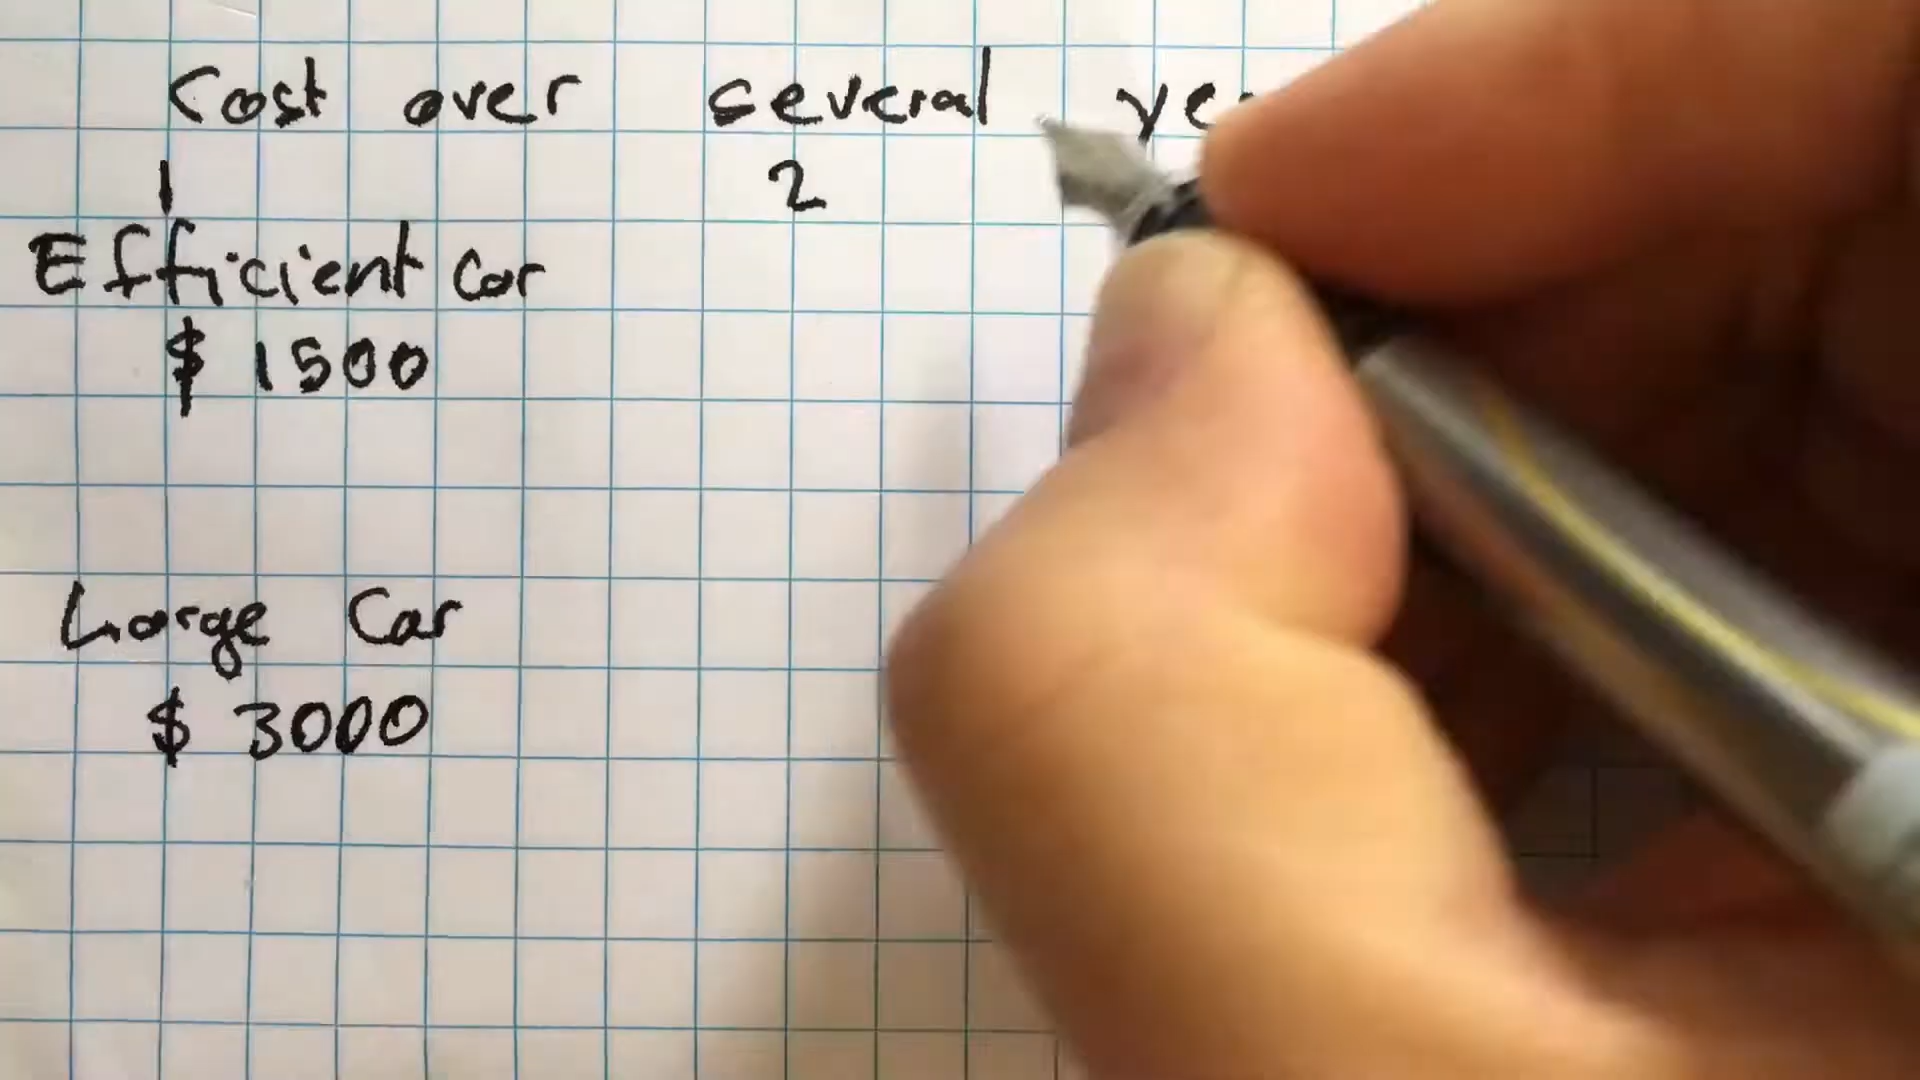 Cost over several
1 2
Efficient Car
$ 1500
Large Car
$ 3000